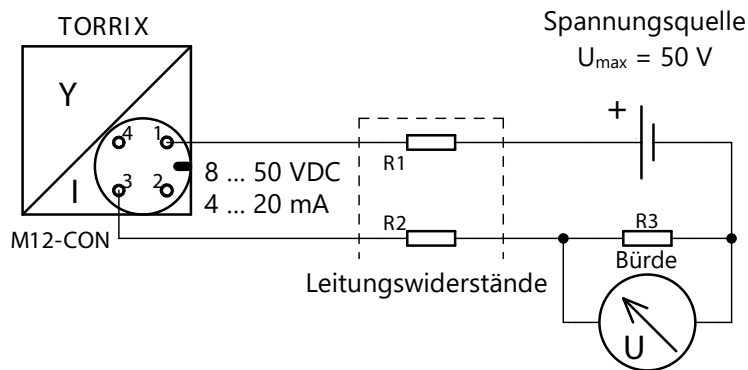 TORRIX
Spannungsquelle
Umax = 50 V
Y
I
4
1
3
2
8 ... 50 VDC
4 ... 20 mA
+
R1
R2
R3
M12-CON
Leitungswiderstände
Bürde
U